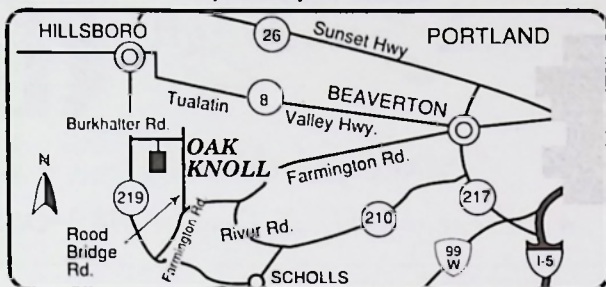 HILLSBORO
26
Sunset Hwy
PORTLAND
Tualatin
8
Valley Hwy.
BEAVERTON
Burkhalter Rd.
OAK
KNOLL
N
219
Farmington Rd.
Farmington Rd
River Rd.
210
217
Rood
Bridge
Rd.
99
W
I-5
SCHOLLS